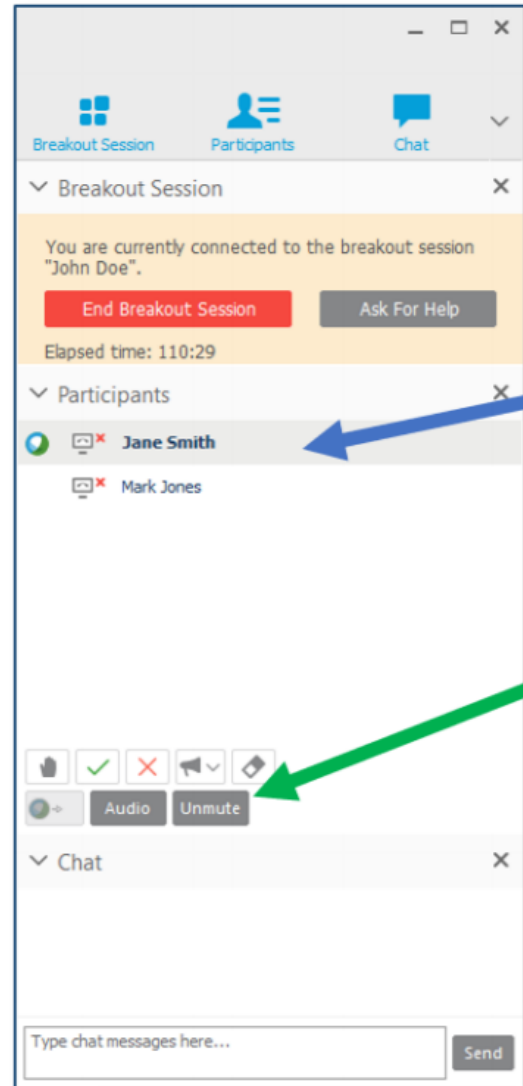 Breakout Session Participants Chat
Breakout Session
You are currently connected to the breakout session
"John Doe".
End Breakout Session Ask For Help
Elapsed time: 110:29
Participants
Jane Smith
Mark Jones
Audio Unmute
Chat
Type chat messages here...
Send